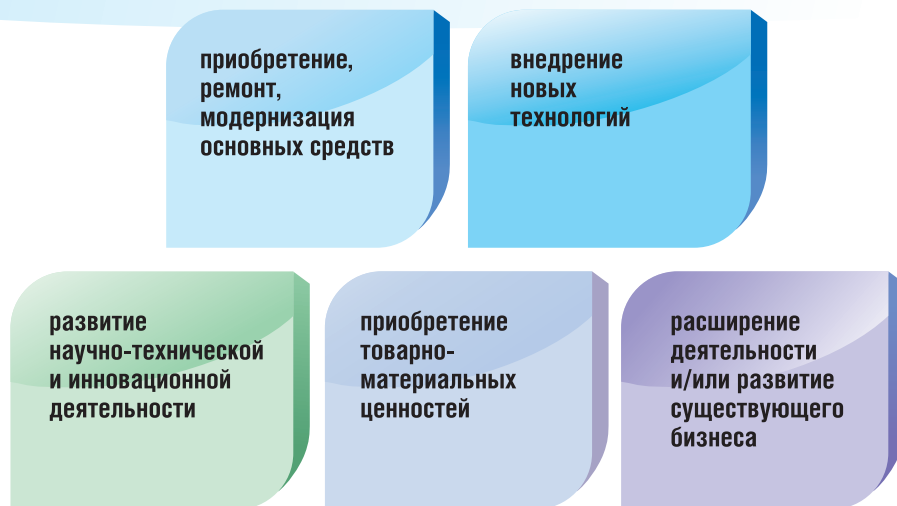 приобретение,
ремонт,
модернизация
основных средств
внедрение
новых
технологий
развитие
научно-технической
и инновационной
деятельности
приобретение
товарно-
материальных
ценностей
расширение
деятельности
и/или развитие
существующего
бизнеса